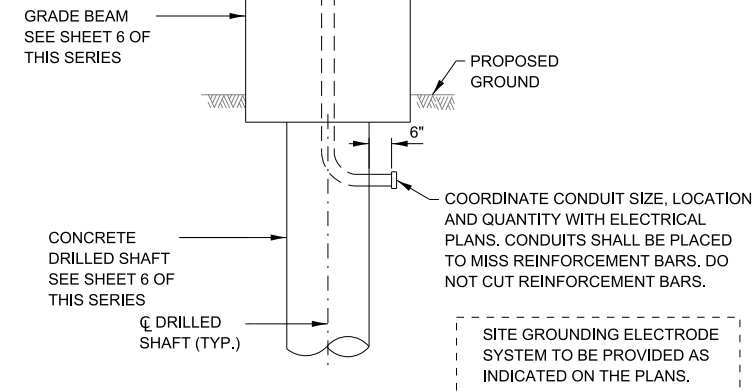 GRADE BEAM
SEE SHEET 6 OF
THIS SERIES
PROPOSED
GROUND
6"
COORDINATE CONDUIT SIZE, LOCATION
AND QUANTITY WITH ELECTRICAL
PLANS. CONDUITS SHALL BE PLACED
TO MISS REINFORCEMENT BARS. DO
NOT CUT REINFORCEMENT BARS.
CONCRETE
DRILLED SHAFT
SEE SHEET 6 OF
THIS SERIES
℄ DRILLED
SHAFT (TYP.)
SITE GROUNDING ELECTRODE
SYSTEM TO BE PROVIDED AS
INDICATED ON THE PLANS.